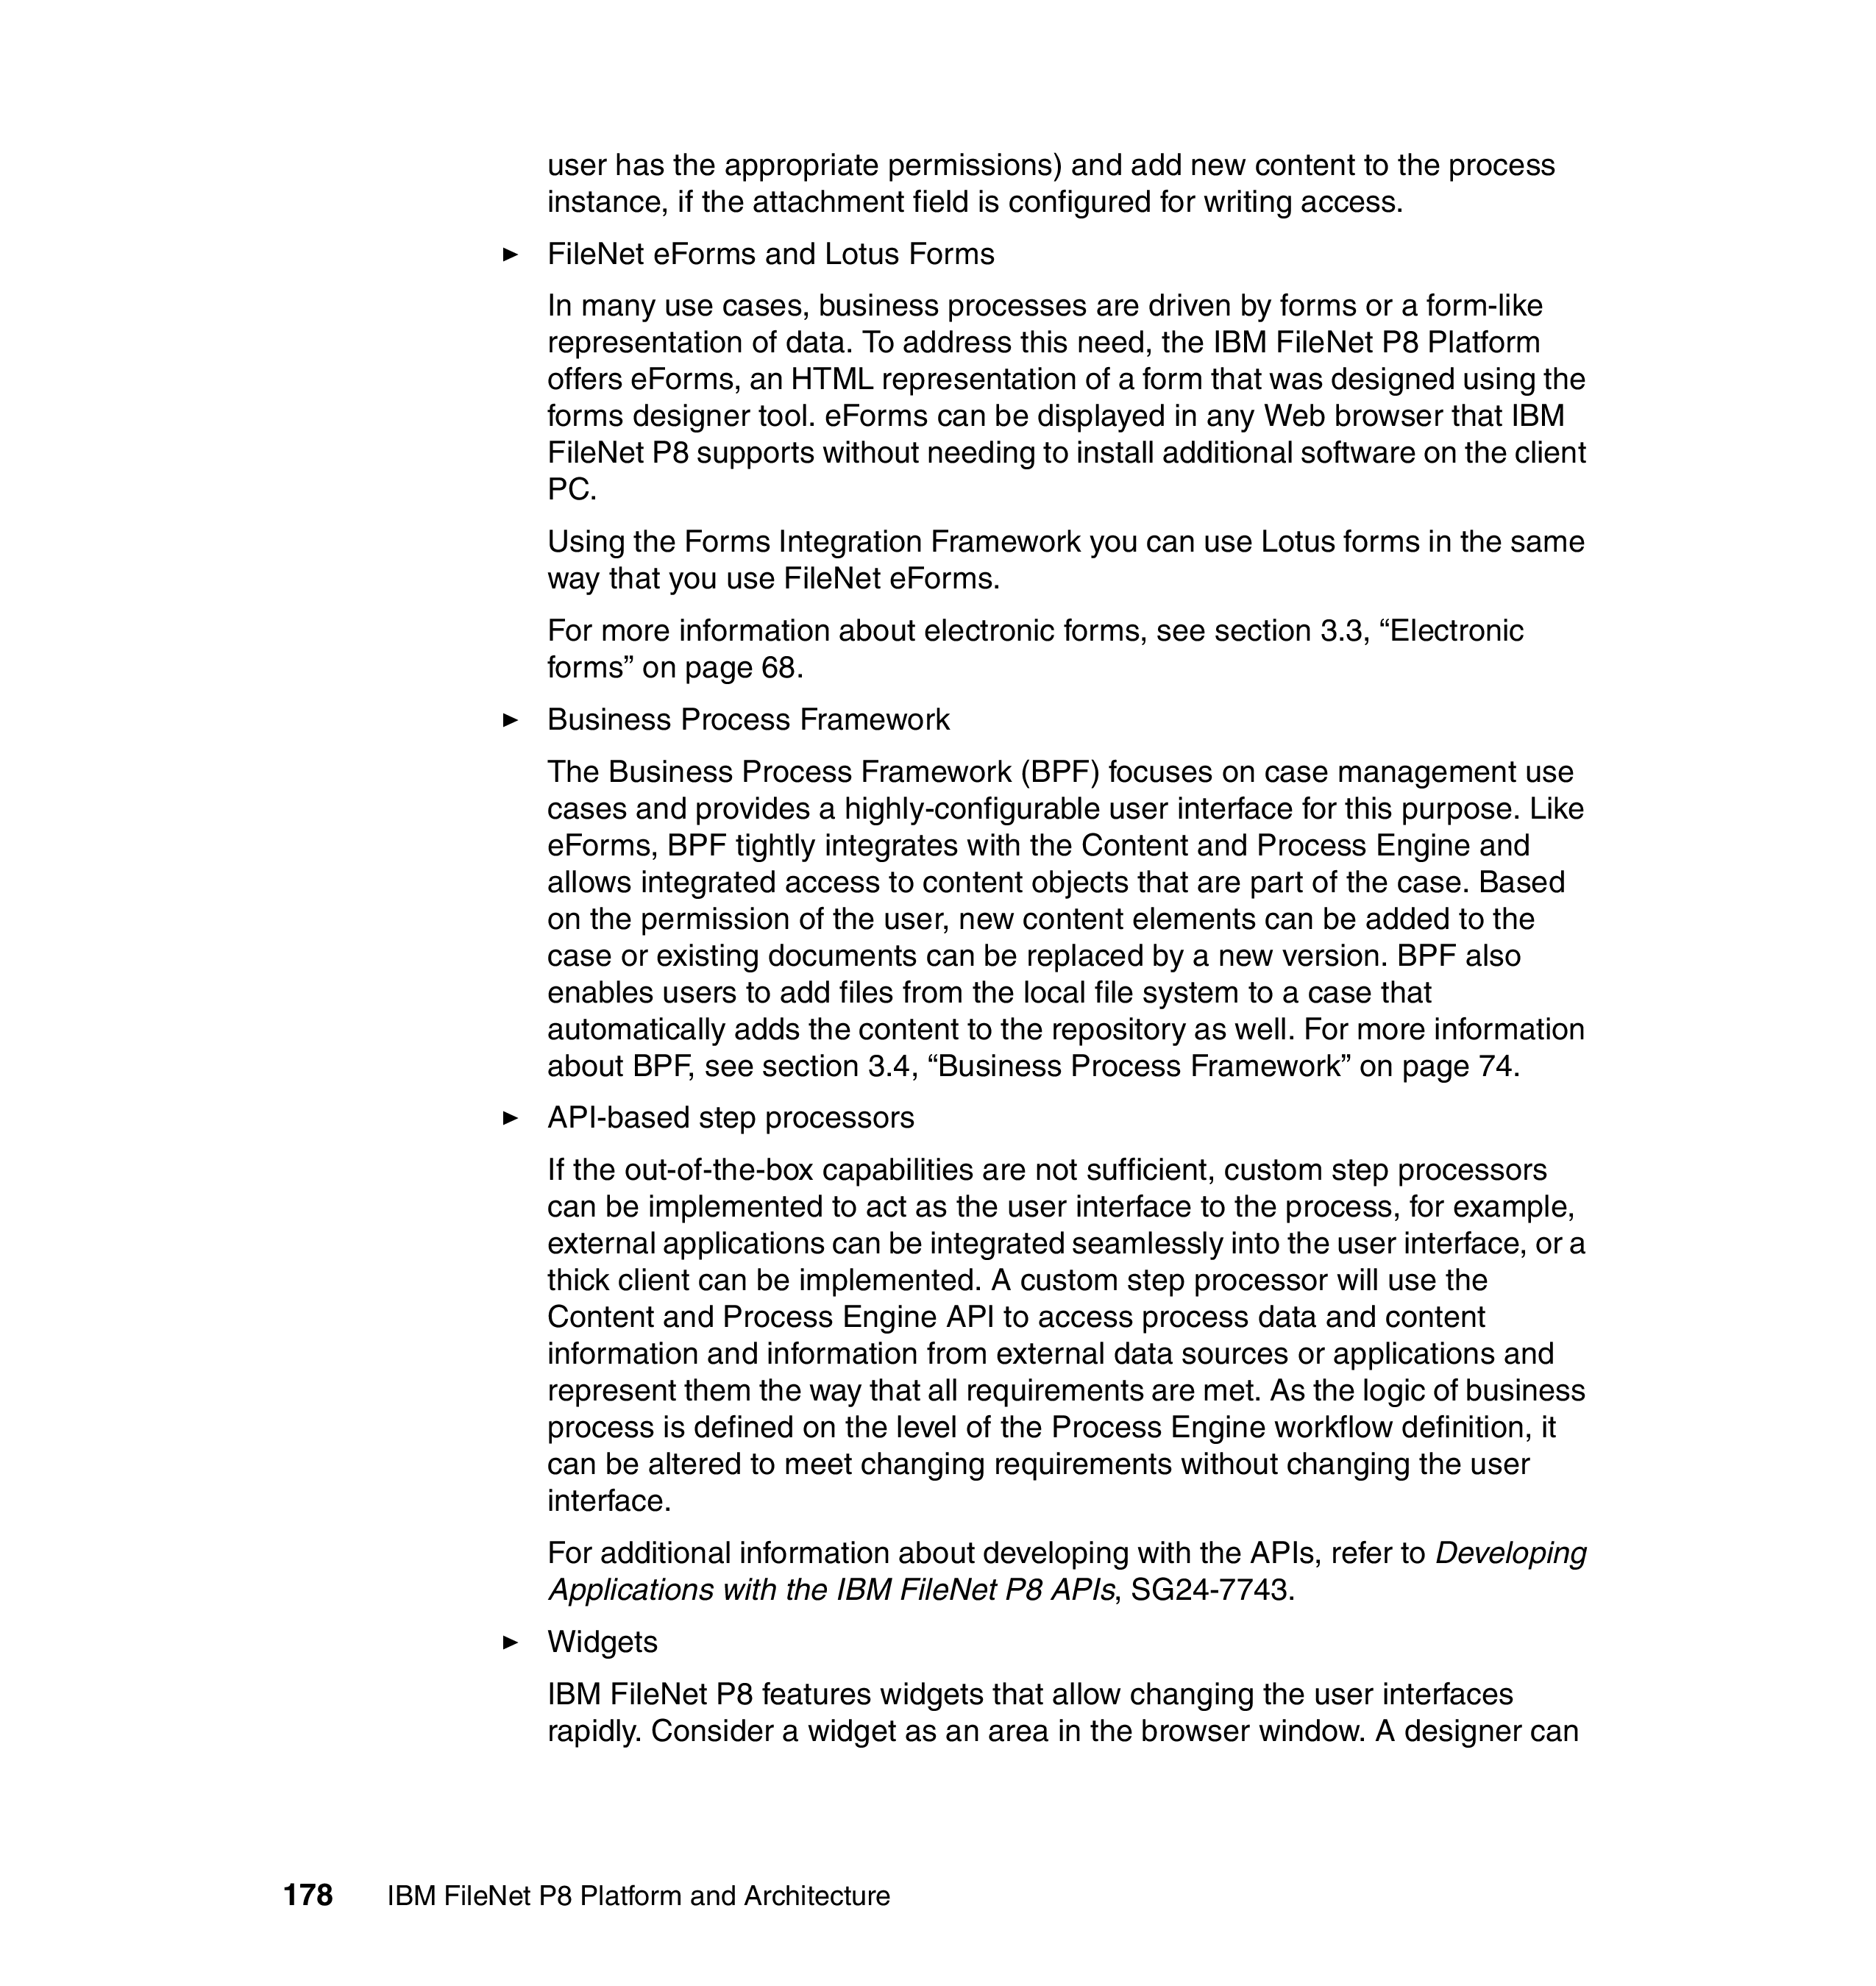 user has the appropriate permissions) and add new content to the process
instance, if the attachment field is configured for writing access.
► FileNet eForms and Lotus Forms
In many use cases, business processes are driven by forms or a form-like
representation of data. To address this need, the IBM FileNet P8 Platform
offers eForms, an HTML representation of a form that was designed using the
forms designer tool. eForms can be displayed in any Web browser that IBM
FileNet P8 supports without needing to install additional software on the client
PC.
Using the Forms Integration Framework you can use Lotus forms in the same
way that you use FileNet eForms.
For more information about electronic forms, see section 3.3, “Electronic
forms” on page 68.
► Business Process Framework
The Business Process Framework (BPF) focuses on case management use
cases and provides a highly-configurable user interface for this purpose. Like
eForms, BPF tightly integrates with the Content and Process Engine and
allows integrated access to content objects that are part of the case. Based
on the permission of the user, new content elements can be added to the
case or existing documents can be replaced by a new version. BPF also
enables users to add files from the local file system to a case that
automatically adds the content to the repository as well. For more information
about BPF, see section 3.4, “Business Process Framework” on page 74.
► API-based step processors
If the out-of-the-box capabilities are not sufficient, custom step processors
can be implemented to act as the user interface to the process, for example,
external applications can be integrated seamlessly into the user interface, or a
thick client can be implemented. A custom step processor will use the
Content and Process Engine API to access process data and content
information and information from external data sources or applications and
represent them the way that all requirements are met. As the logic of business
process is defined on the level of the Process Engine workflow definition, it
can be altered to meet changing requirements without changing the user
interface.
For additional information about developing with the APIs, refer to Developing
Applications with the IBM FileNet P8 APIs, SG24-7743.
► Widgets
IBM FileNet P8 features widgets that allow changing the user interfaces
rapidly. Consider a widget as an area in the browser window. A designer can
178 IBM FileNet P8 Platform and Architecture